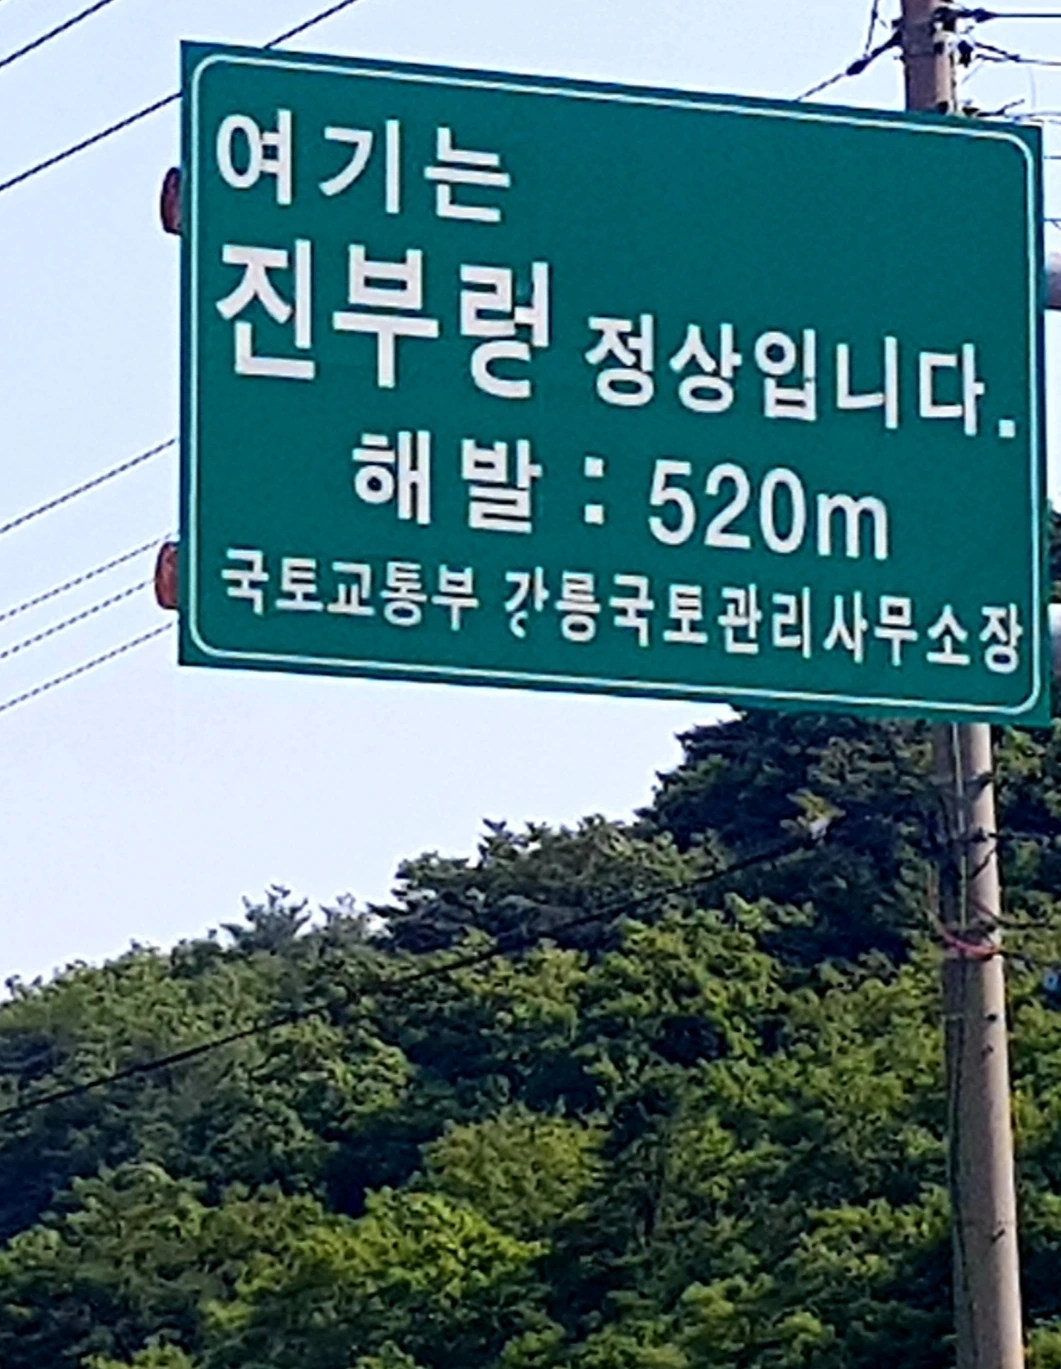 여기는
진부령 정상입니다.
해발 : 520m
국토교통부 강릉국토관리사무소장